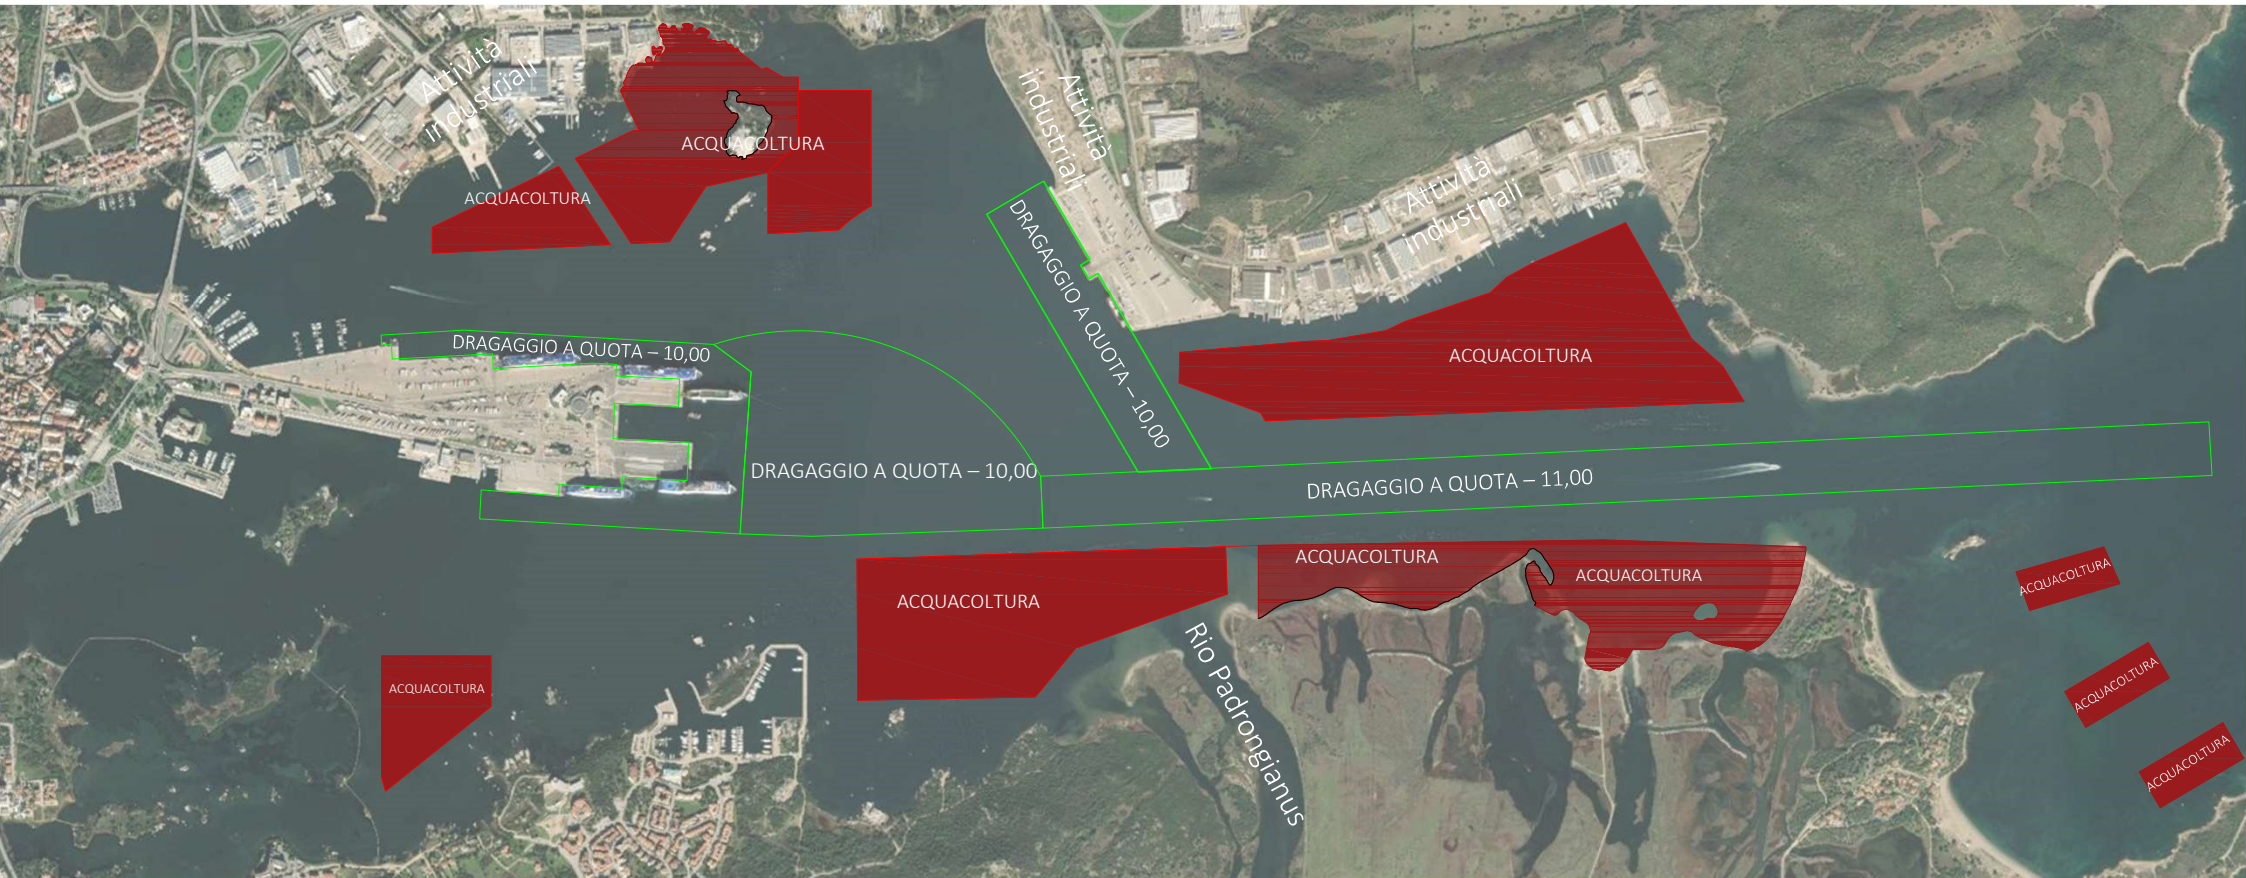 Attività
industriali
ACQUACOLTURA
ACQUACOLTURA
Attività
industriali
Attività
industriali
DRAGAGGIO A QUOTA – 10,00
DRAGAGGIO A QUOTA – 10,00
ACQUACOLTURA
DRAGAGGIO A QUOTA – 10,00
DRAGAGGIO A QUOTA – 11,00
ACQUACOLTURA
ACQUACOLTURA
ACQUACOLTURA
ACQUACOLTURA
ACQUACOLTURA
Rio Padrongianus
ACQUACOLTURA
ACQUACOLTURA
ACQUACOLTURA